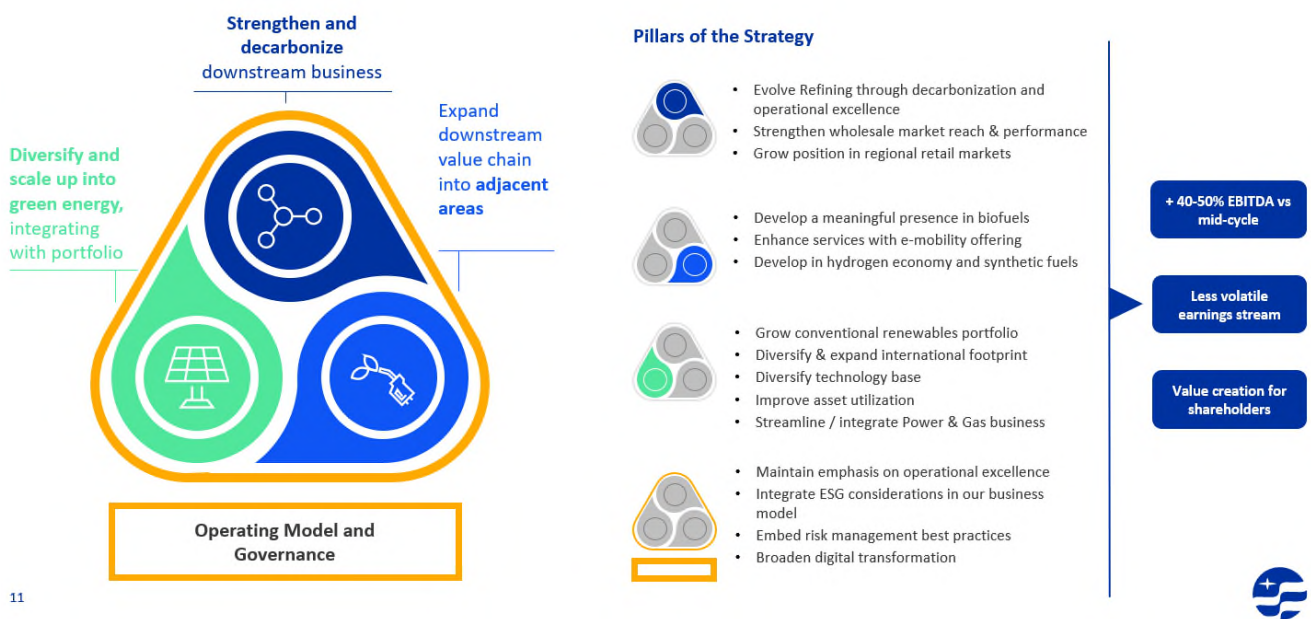 Strengthen and
decarbonize
downstream business
Expand
downstream
value chain
into adjacent
areas
Diversify and
scale up into
green energy,
integrating
with portfolio
Operating Model and
Governance
11
Pillars of the Strategy
• Evolve Refining through decarbonization and
operational excellence
• Strengthen wholesale market reach & performance
• Grow position in regional retail markets
• Develop a meaningful presence in biofuels
• Enhance services with e-mobility offering
• Develop in hydrogen economy and synthetic fuels
• Grow conventional renewables portfolio
• Diversify & expand international footprint
• Diversify technology base
• Improve asset utilization
• Streamline / integrate Power & Gas business
• Maintain emphasis on operational excellence
• Integrate ESG considerations in our business
model
• Embed risk management best practices
• Broaden digital transformation
+ 40-50% EBITDA vs
mid-cycle
Less volatile
earnings stream
Value creation for
shareholders